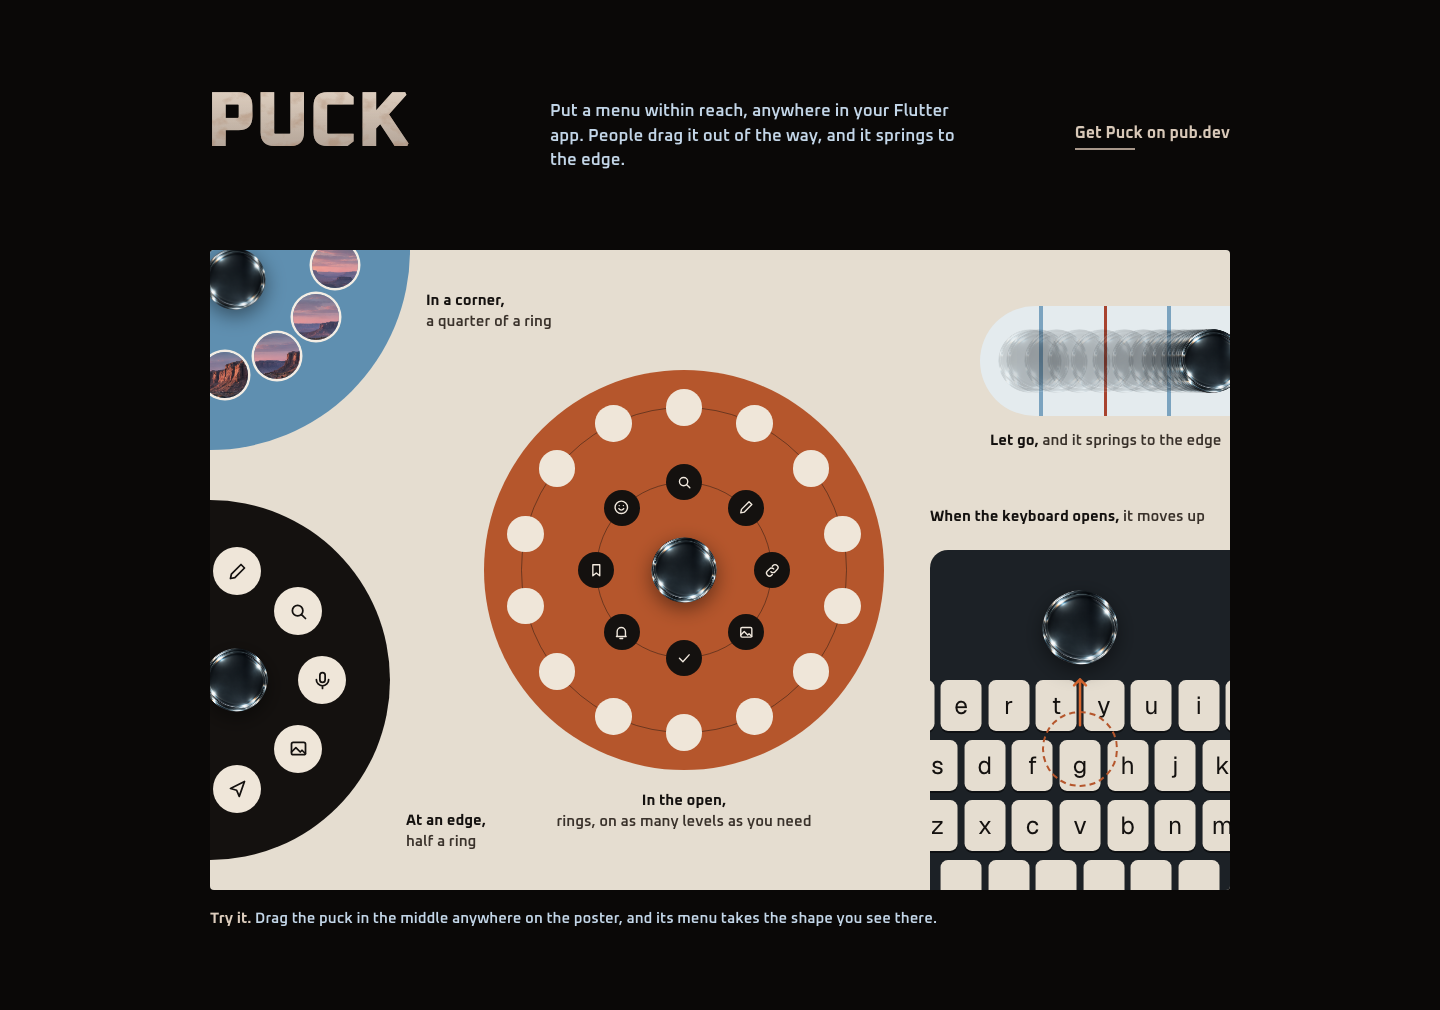 PUCK
Put a menu within reach, anywhere in your Flutter
app. People drag it out of the way, and it springs to
the edge.
Get Puck on pub.dev
In a corner,
a quarter of a ring
Let go, and it springs to the edge
When the keyboard opens, it moves up
e r t y u i
s d f g h j k
z x c v b n m
In the open,
rings, on as many levels as you need
At an edge,
half a ring
Try it. Drag the puck in the middle anywhere on the poster, and its menu takes the shape you see there.